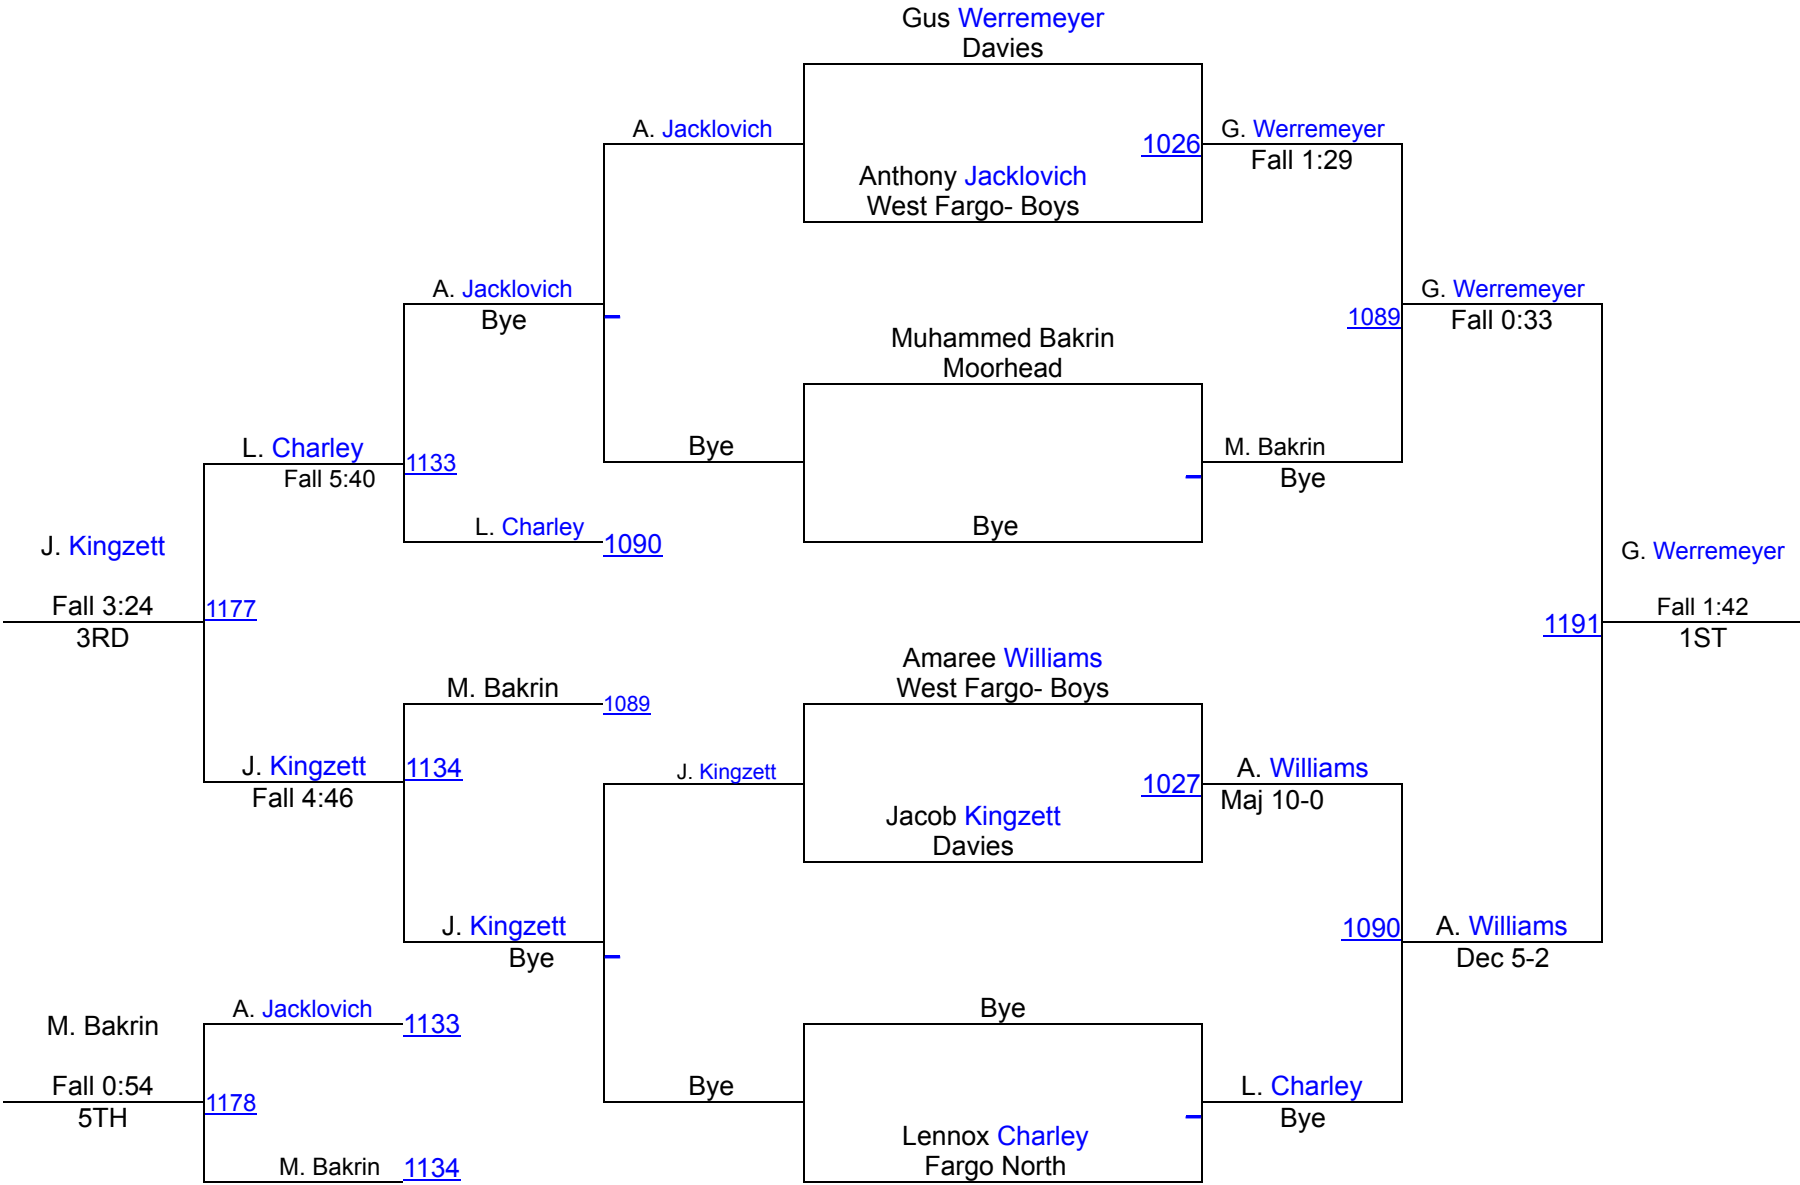 Gus Werremeyer
Davies
A. Jacklovich
1026
G. Werremeyer
Fall 1:29
Anthony Jacklovich
West Fargo- Boys
A. Jacklovich
Bye
G. Werremeyer
1089
Fall 0:33
Muhammed Bakrin
Moorhead
L. Charley
Fall 5:40
1133
Bye
M. Bakrin
Bye
L. Charley
1090
Bye
J. Kingzett
Fall 3:24
3RD
1177
G. Werremeyer
Fall 1:42
1ST
1191
Amaree Williams
West Fargo- Boys
M. Bakrin
1089
J. Kingzett
Fall 4:46
1134
J. Kingzett
1027
A. Williams
Maj 10-0
Jacob Kingzett
Davies
J. Kingzett
Bye
1090
A. Williams
Dec 5-2
Bye
A. Jacklovich
1133
M. Bakrin
Fall 0:54
5TH
1178
Bye
L. Charley
Bye
Lennox Charley
Fargo North
M. Bakrin
1134